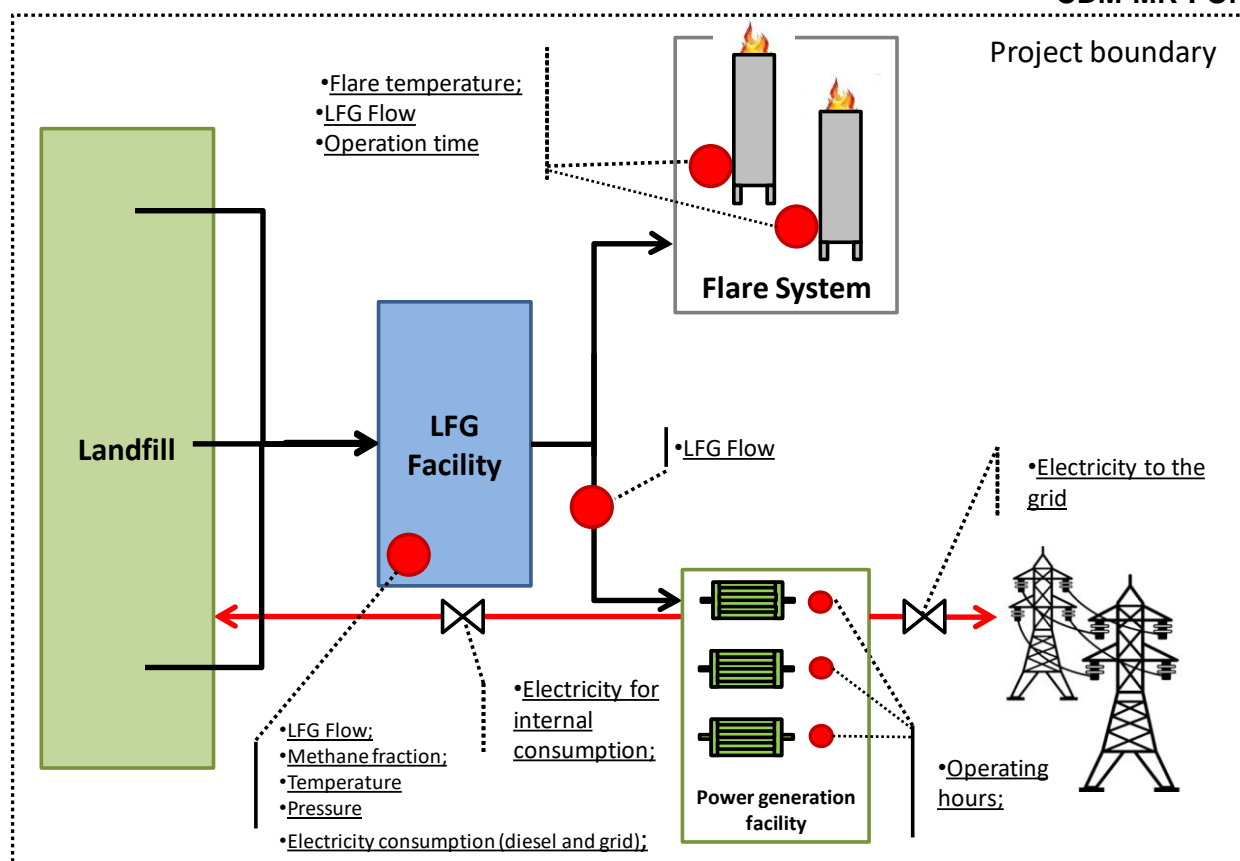 Project boundary
•Flare temperature;
•LFG Flow
•Operation time
Flare System
Landfill
LFG
Facility
•LFG Flow
•Electricity to the
grid
•Electricity for
internal
consumption;
•LFG Flow;
•Methane fraction;
•Temperature
•Pressure
•Electricity consumption (diesel and grid);
Power generation
facility
•Operating
hours;